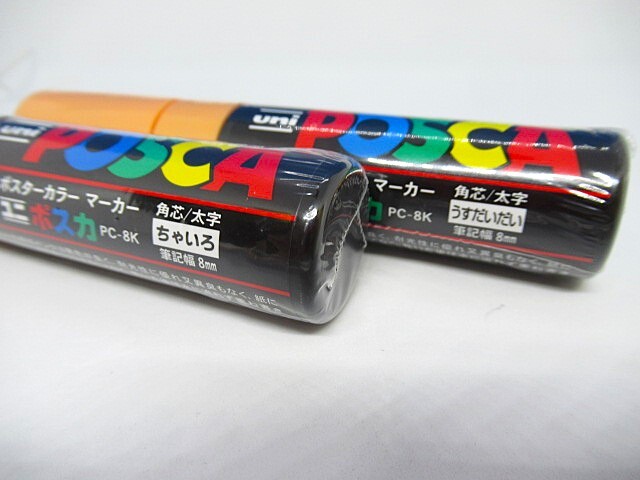 uni
POSCA
ポスターカラー マーカー
ユニ ポスカ PC-8K
角芯/太字
ちゃいろ
筆記幅 8mm
uni
POSCA
マーカー
カ PC-8K
角芯/太字
うすだいだい
筆記幅 8mm